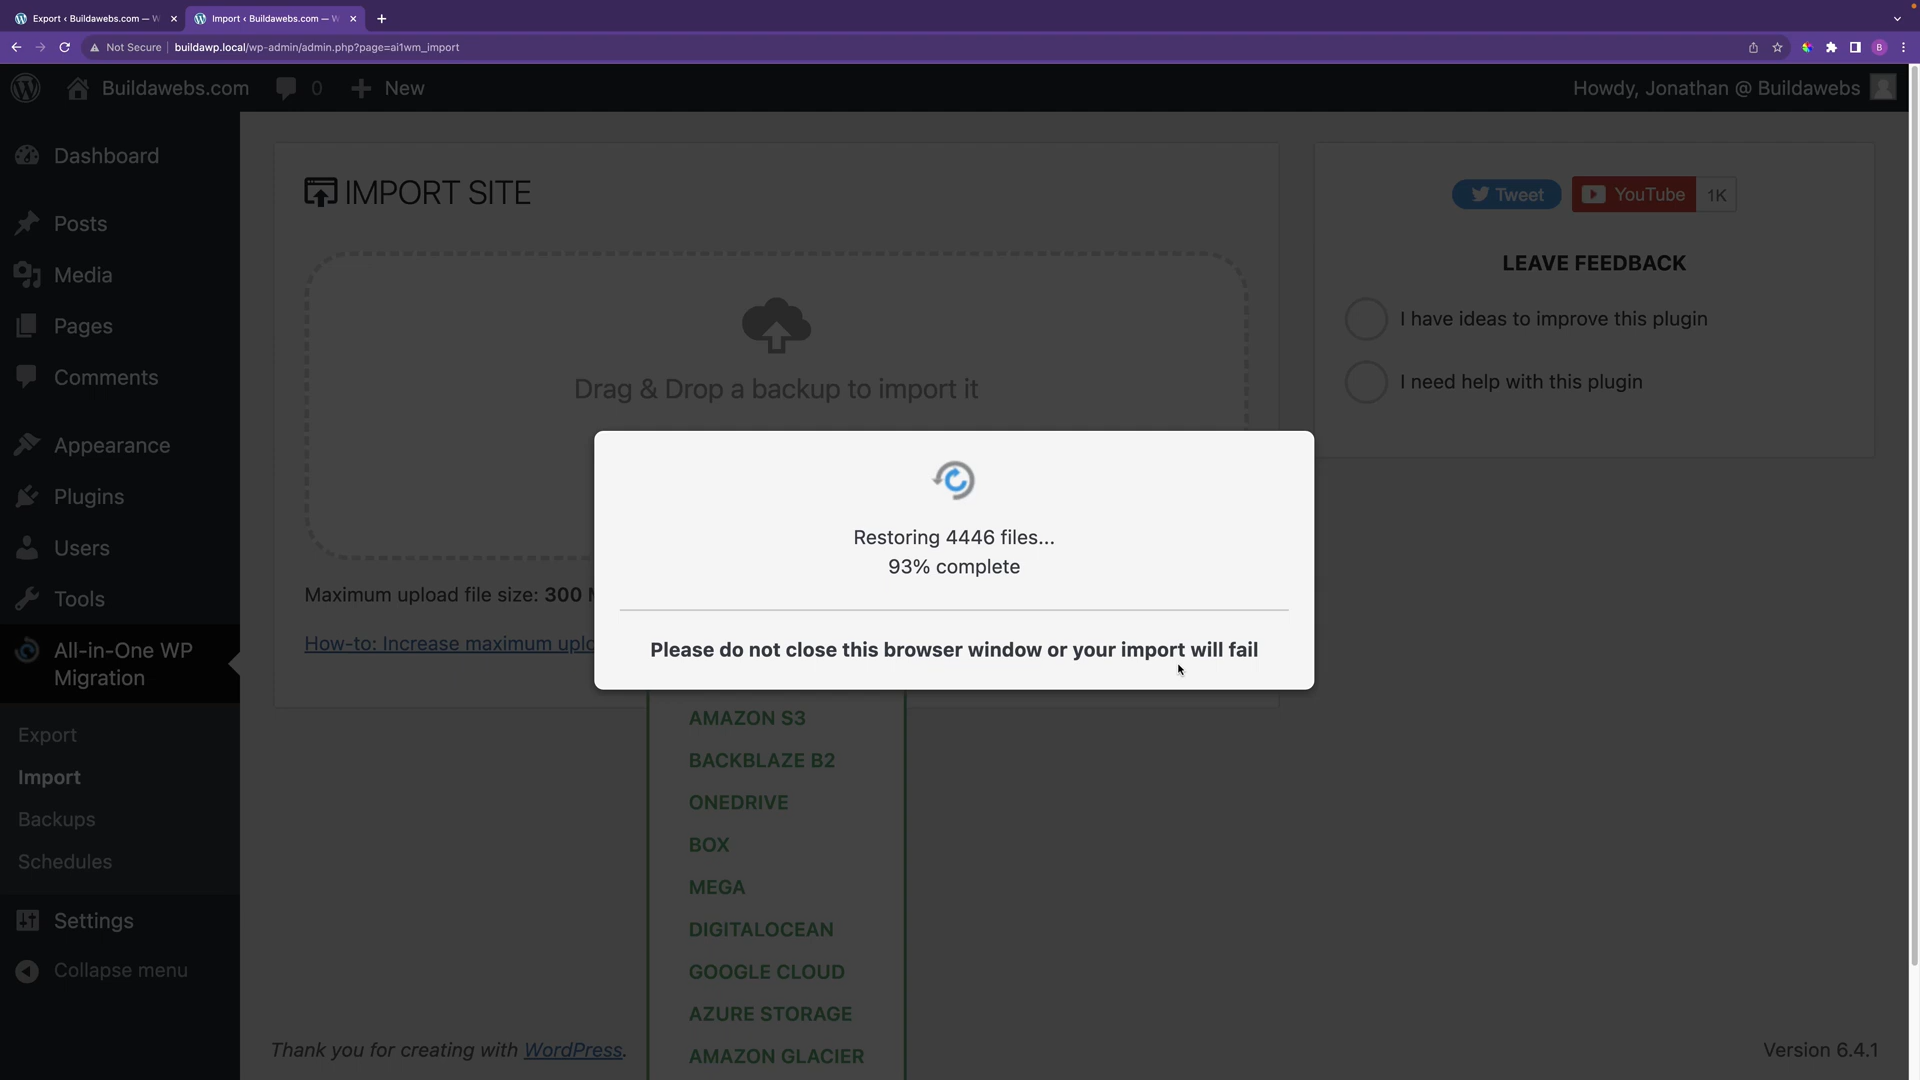 Export ‹ Buildawebs.com — W
Import ‹ Buildawebs.com — W
Not Secure
buildawp.local/wp-admin/admin.php?page=ai1wm_import
B
Buildawebs.com
0
New
Howdy, Jonathan @ Buildawebs
Dashboard
Posts
Media
Pages
Comments
Appearance
Plugins
Users
Tools
All-in-One WP
Migration
Export
Import
Backups
Schedules
Settings
Collapse menu
IMPORT SITE
Drag & Drop a backup to import it
Maximum upload file size: 300
How-to: Increase maximum uplo
Restoring 4446 files...
93% complete
Please do not close this browser window or your import will fail
AMAZON S3
BACKBLAZE B2
ONEDRIVE
BOX
MEGA
DIGITALOCEAN
GOOGLE CLOUD
AZURE STORAGE
AMAZON GLACIER
Tweet
YouTube
1K
LEAVE FEEDBACK
I have ideas to improve this plugin
I need help with this plugin
Thank you for creating with WordPress.
Version 6.4.1